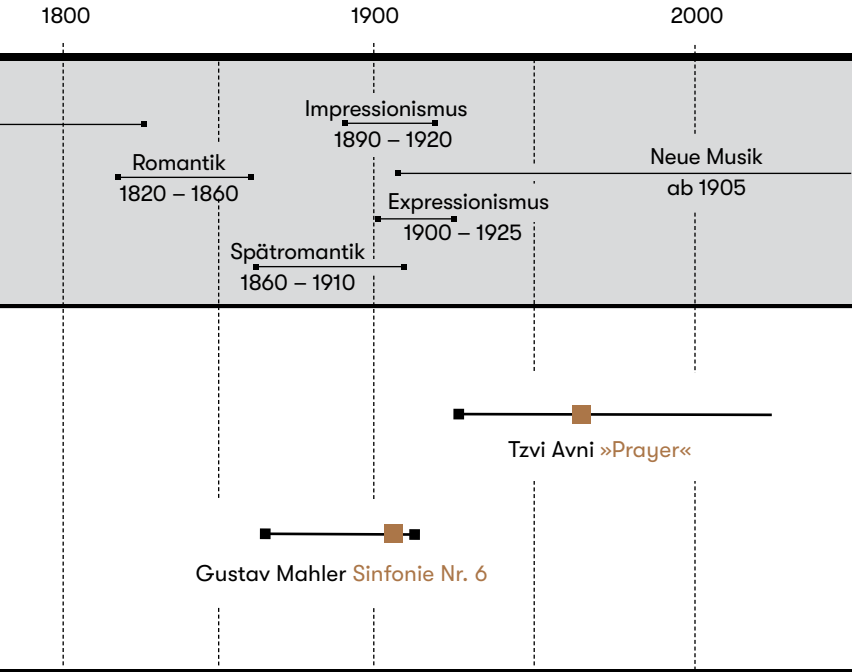 1800 1900 2000
Impressionismus
1890 – 1920
Romantik
1820 – 1860
Neue Musik
ab 1905
Expressionismus
1900 – 1925
Spätromantik
1860 – 1910
Tzvi Avni »Prayer«
Gustav Mahler Sinfonie Nr. 6